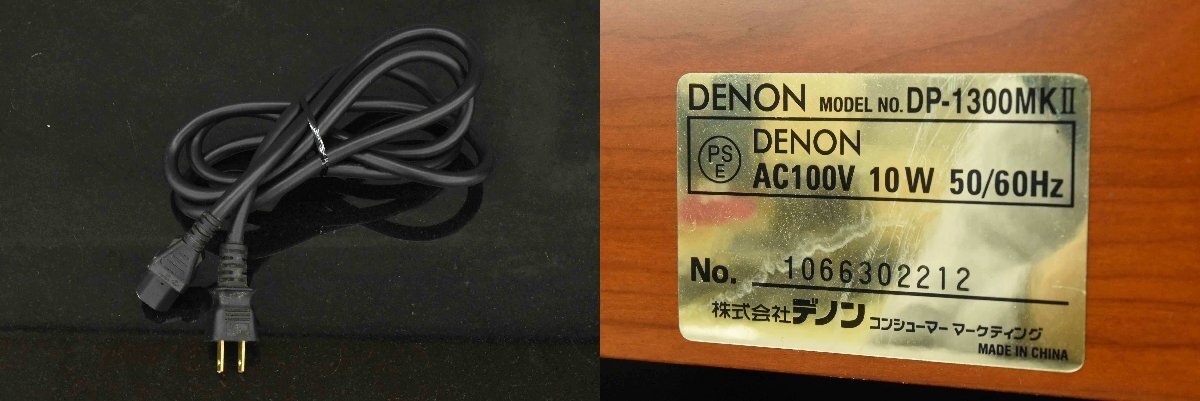 DENON MODEL NO. DP-1300MKⅡ
PS E DENON
AC100V 10W 50/60Hz
No. 1066302212
株式会社デノン コンシューマー マーケティング
MADE IN CHINA